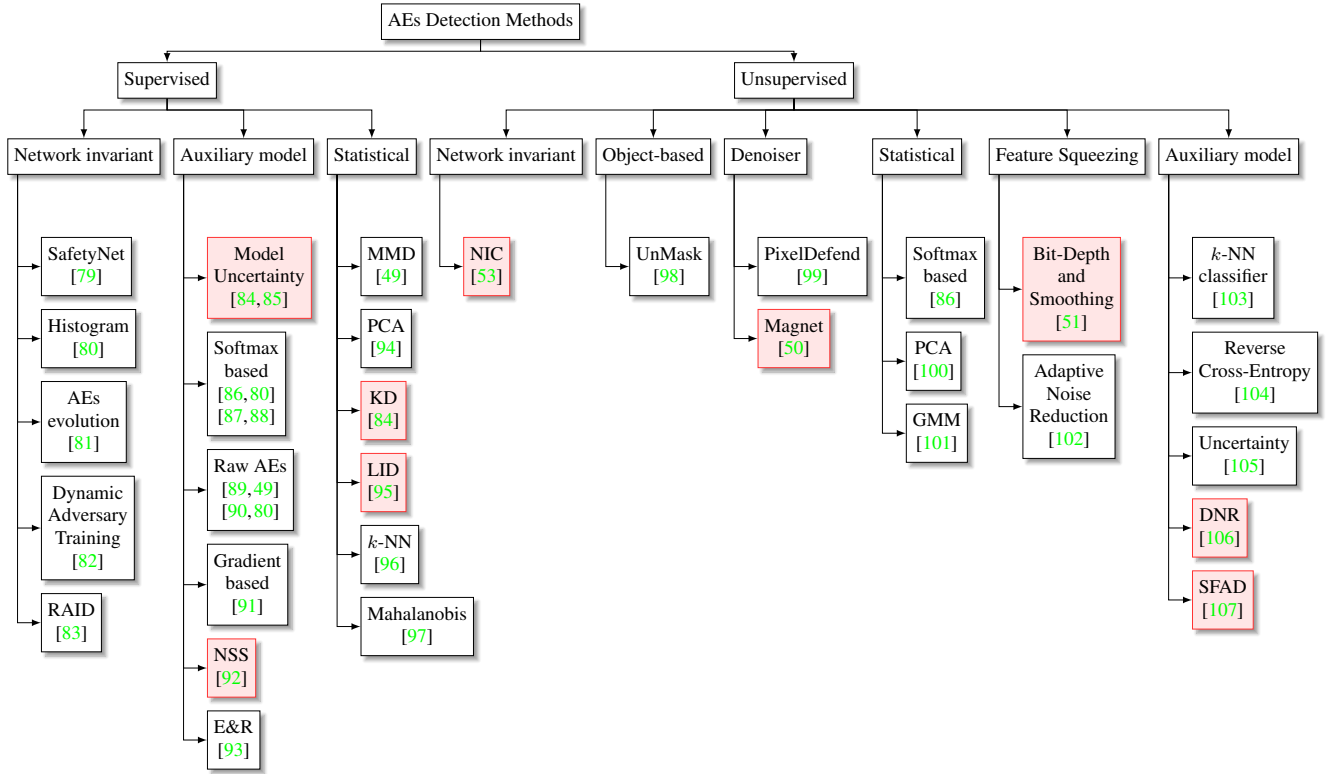 AEs Detection Methods
Supervised
Unsupervised
Network invariant
Auxiliary model
Statistical
Network invariant
Object-based
Denoiser
Statistical
Feature Squeezing
Auxiliary model
SafetyNet
[79]
Histogram
[80]
AEs
evolution
[81]
Dynamic
Adversary
Training
[82]
RAID
[83]
Model
Uncertainty
[84,85]
Softmax
based
[86,80]
[87,88]
Raw AEs
[89,49]
[90,80]
Gradient
based
[91]
NSS
[92]
E&R
[93]
MMD
[49]
PCA
[94]
KD
[84]
LID
[95]
k-NN
[96]
Mahalanobis
[97]
NIC
[53]
UnMask
[98]
PixelDefend
[99]
Magnet
[50]
Softmax
based
[86]
PCA
[100]
GMM
[101]
Bit-Depth
and
Smoothing
[51]
Adaptive
Noise
Reduction
[102]
k-NN
classifier
[103]
Reverse
Cross-Entropy
[104]
Uncertainty
[105]
DNR
[106]
SFAD
[107]